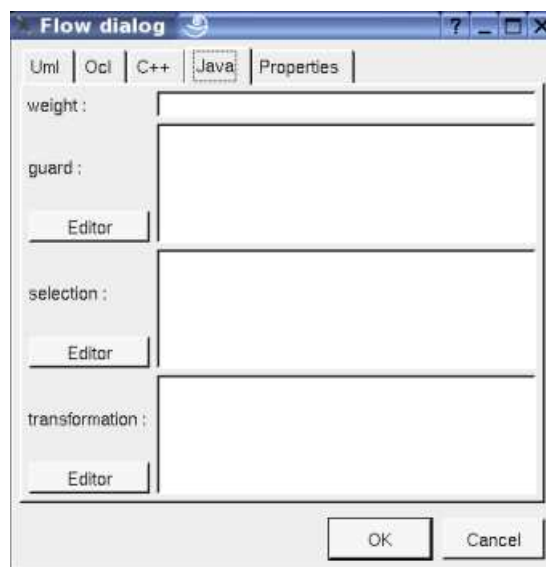 Flow dialog ? _ □ X
Uml Ocl C++ Java Properties
weight :
guard :
Editor
selection :
Editor
transformation :
Editor
OK Cancel